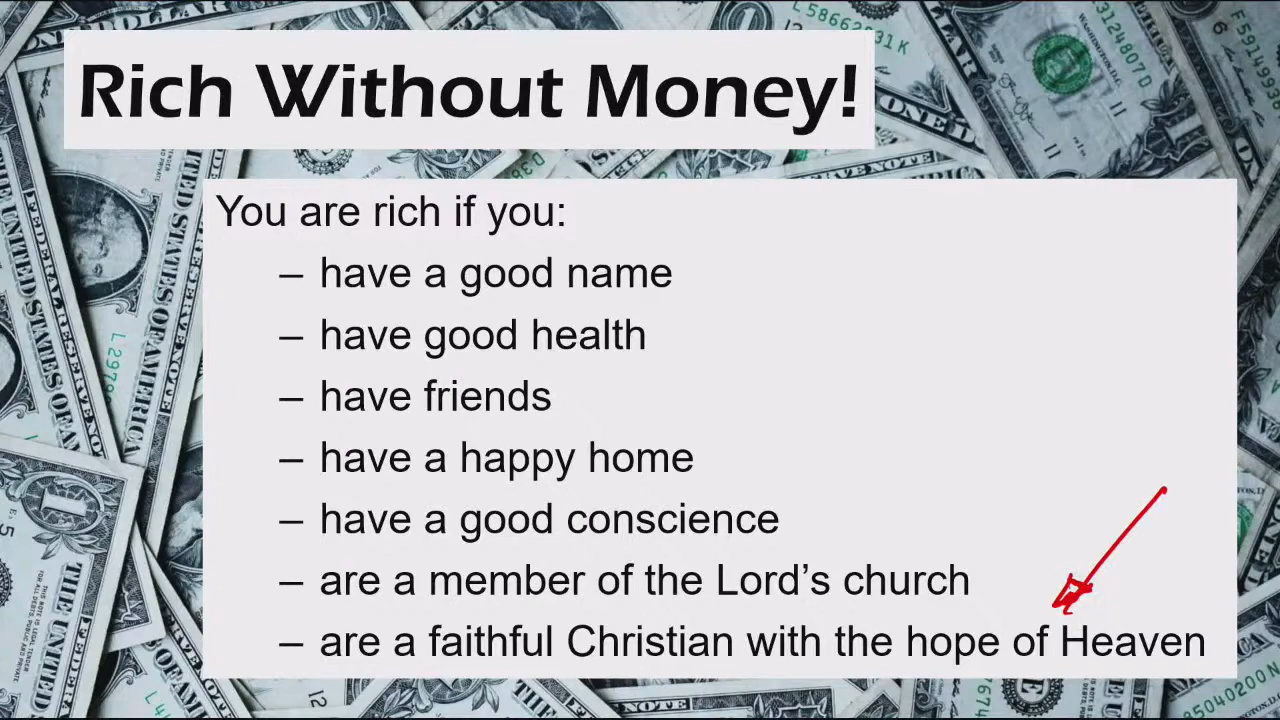 Rich Without Money!
You are rich if you:
– have a good name
– have good health
– have friends
– have a happy home
– have a good conscience
– are a member of the Lord’s church
– are a faithful Christian with the hope of Heaven